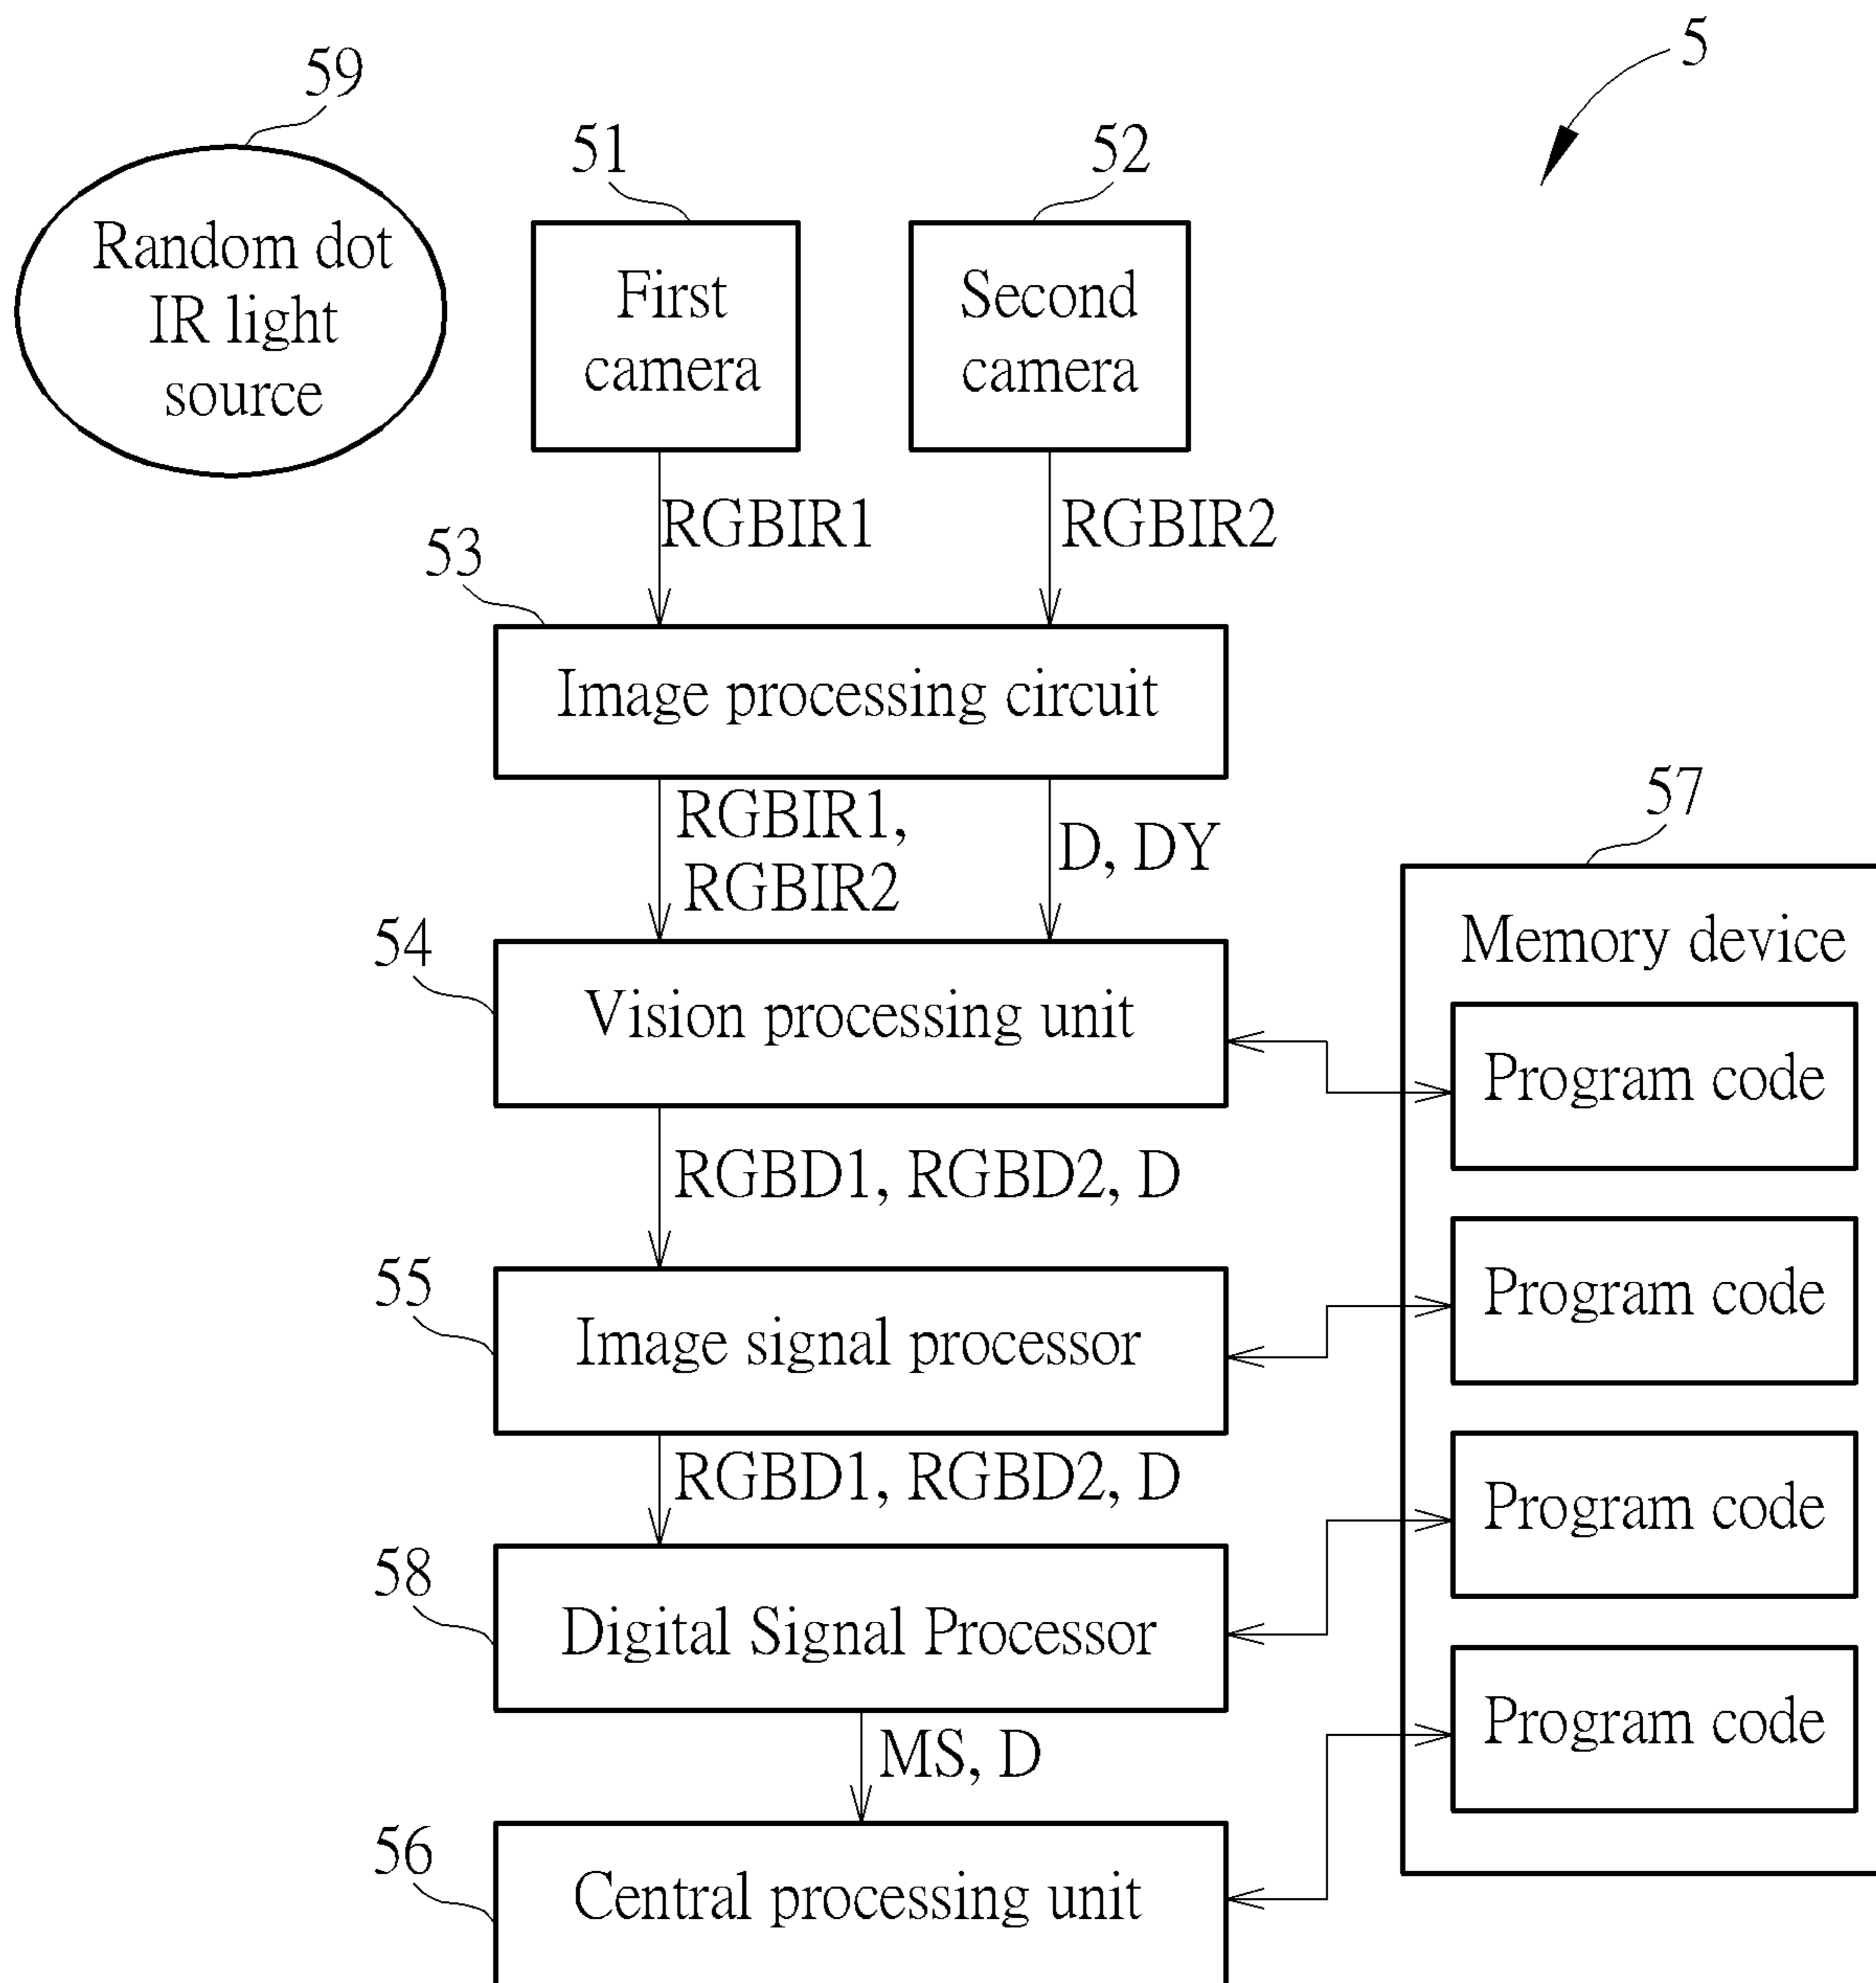 5
59
Random dot
IR light
source
51
First
camera
52
Second
camera
RGBIR1
RGBIR2
53
Image processing circuit
RGBIR1,
RGBIR2
D, DY
57
Memory device
54
Vision processing unit
Program code
RGBD1, RGBD2, D
55
Image signal processor
Program code
RGBD1, RGBD2, D
58
Digital Signal Processor
Program code
MS, D
56
Central processing unit
Program code